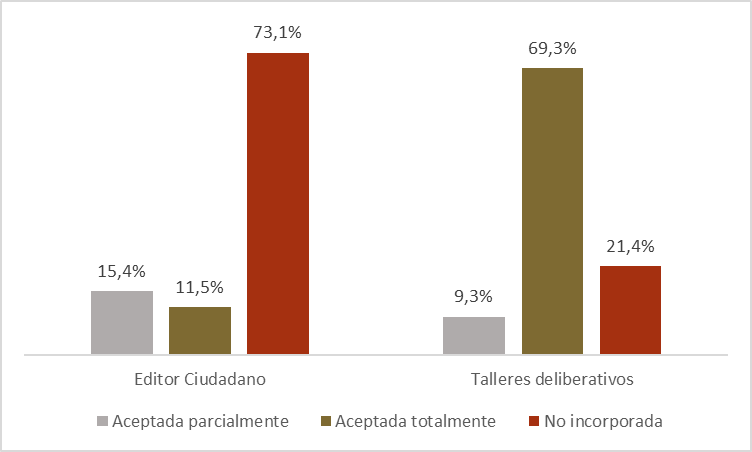 73,1%
69,3%
15,4%
11,5%
9,3%
21,4%
Editor Ciudadano
Talleres deliberativos
Aceptada parcialmente
Aceptada totalmente
No incorporada